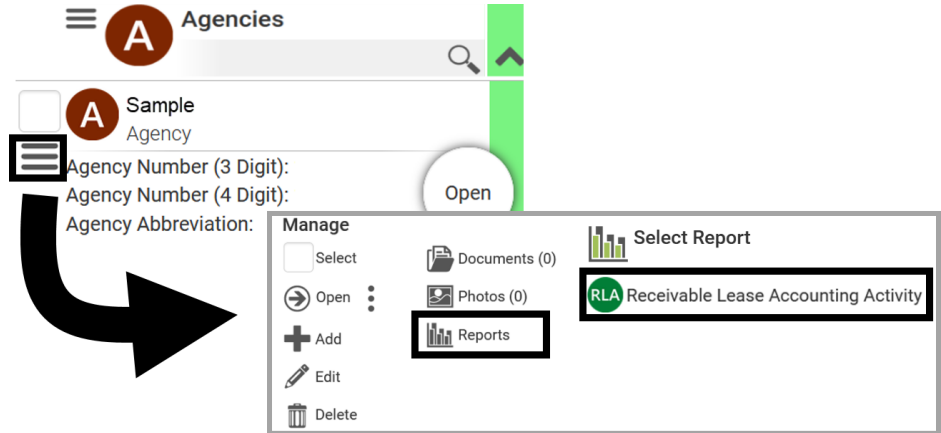 A Agencies
A Sample
Agency
Agency Number (3 Digit):
Agency Number (4 Digit):
Agency Abbreviation:
Open
Manage
Select
Open
Add
Edit
Delete
Documents (0)
Photos (0)
Reports
Select Report
RLA Receivable Lease Accounting Activity